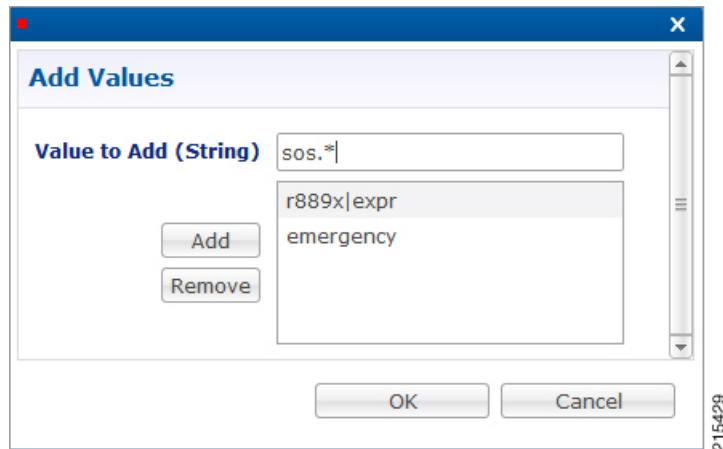 x
Add Values
Value to Add (String) sos.*
r889x|expr
Add emergency
Remove
OK Cancel
215429